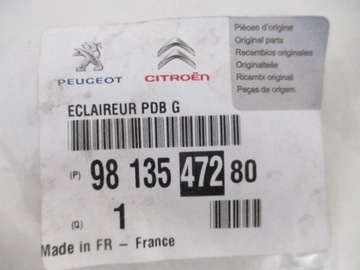 PEUGEOT
CITROËN
Pièces d'origine
Original parts
Recambios originales
Originalteile
Ricambi originali
Peças de origem
ECLAIREUR PDB G
(P) 98 135 472 80
(Q) 1
Made in FR – France